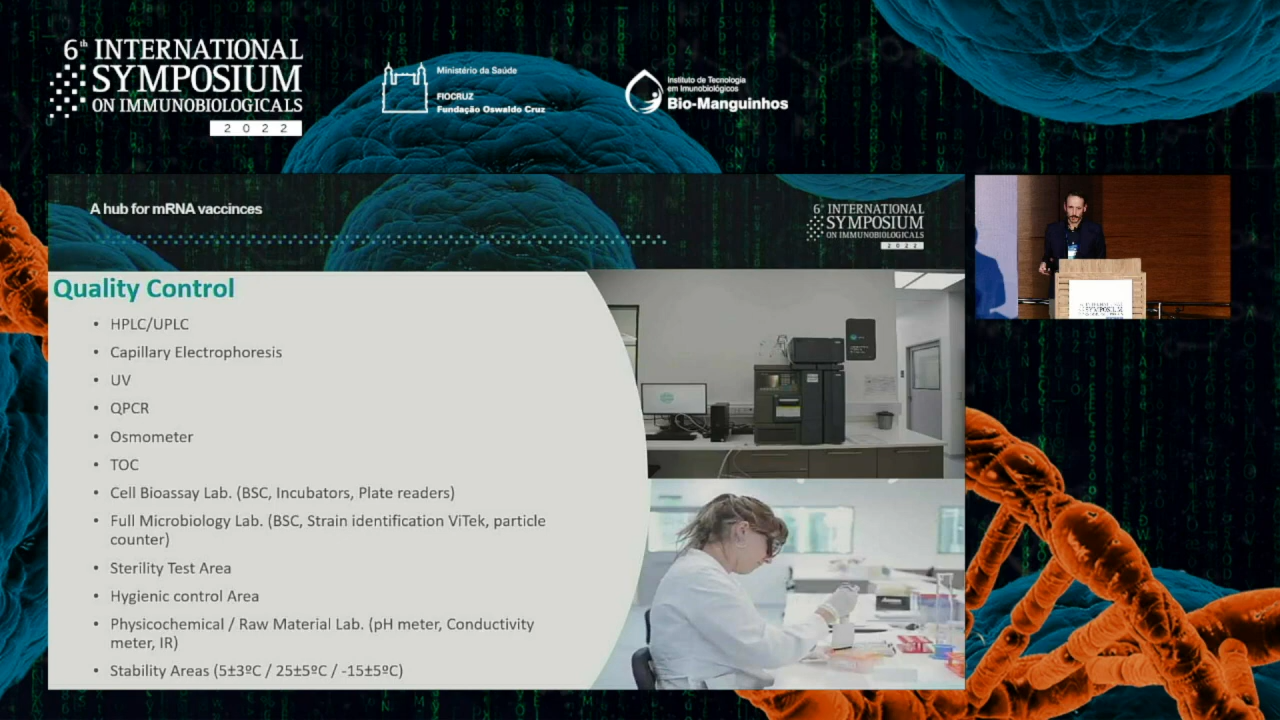 6th INTERNATIONAL
SYMPOSIUM
ON IMMUNOBIOLOGICALS
2022
Ministério da Saúde
FIOCRUZ
Fundação Oswaldo Cruz
Instituto de Tecnologia
em Imunobiológicos
Bio-Manguinhos
A hub for mRNA vaccinces
6th INTERNATIONAL
SYMPOSIUM
ON IMMUNOBIOLOGICALS
2022
Quality Control
• HPLC/UPLC
• Capillary Electrophoresis
• UV
• QPCR
• Osmometer
• TOC
• Cell Bioassay Lab. (BSC, Incubators, Plate readers)
• Full Microbiology Lab. (BSC, Strain identification ViTek, particle
counter)
• Sterility Test Area
• Hygienic control Area
• Physicochemical / Raw Material Lab. (pH meter, Conductivity
meter, IR)
• Stability Areas (5±3ºC / 25±5ºC / -15±5ºC)
SYMPOSIUM